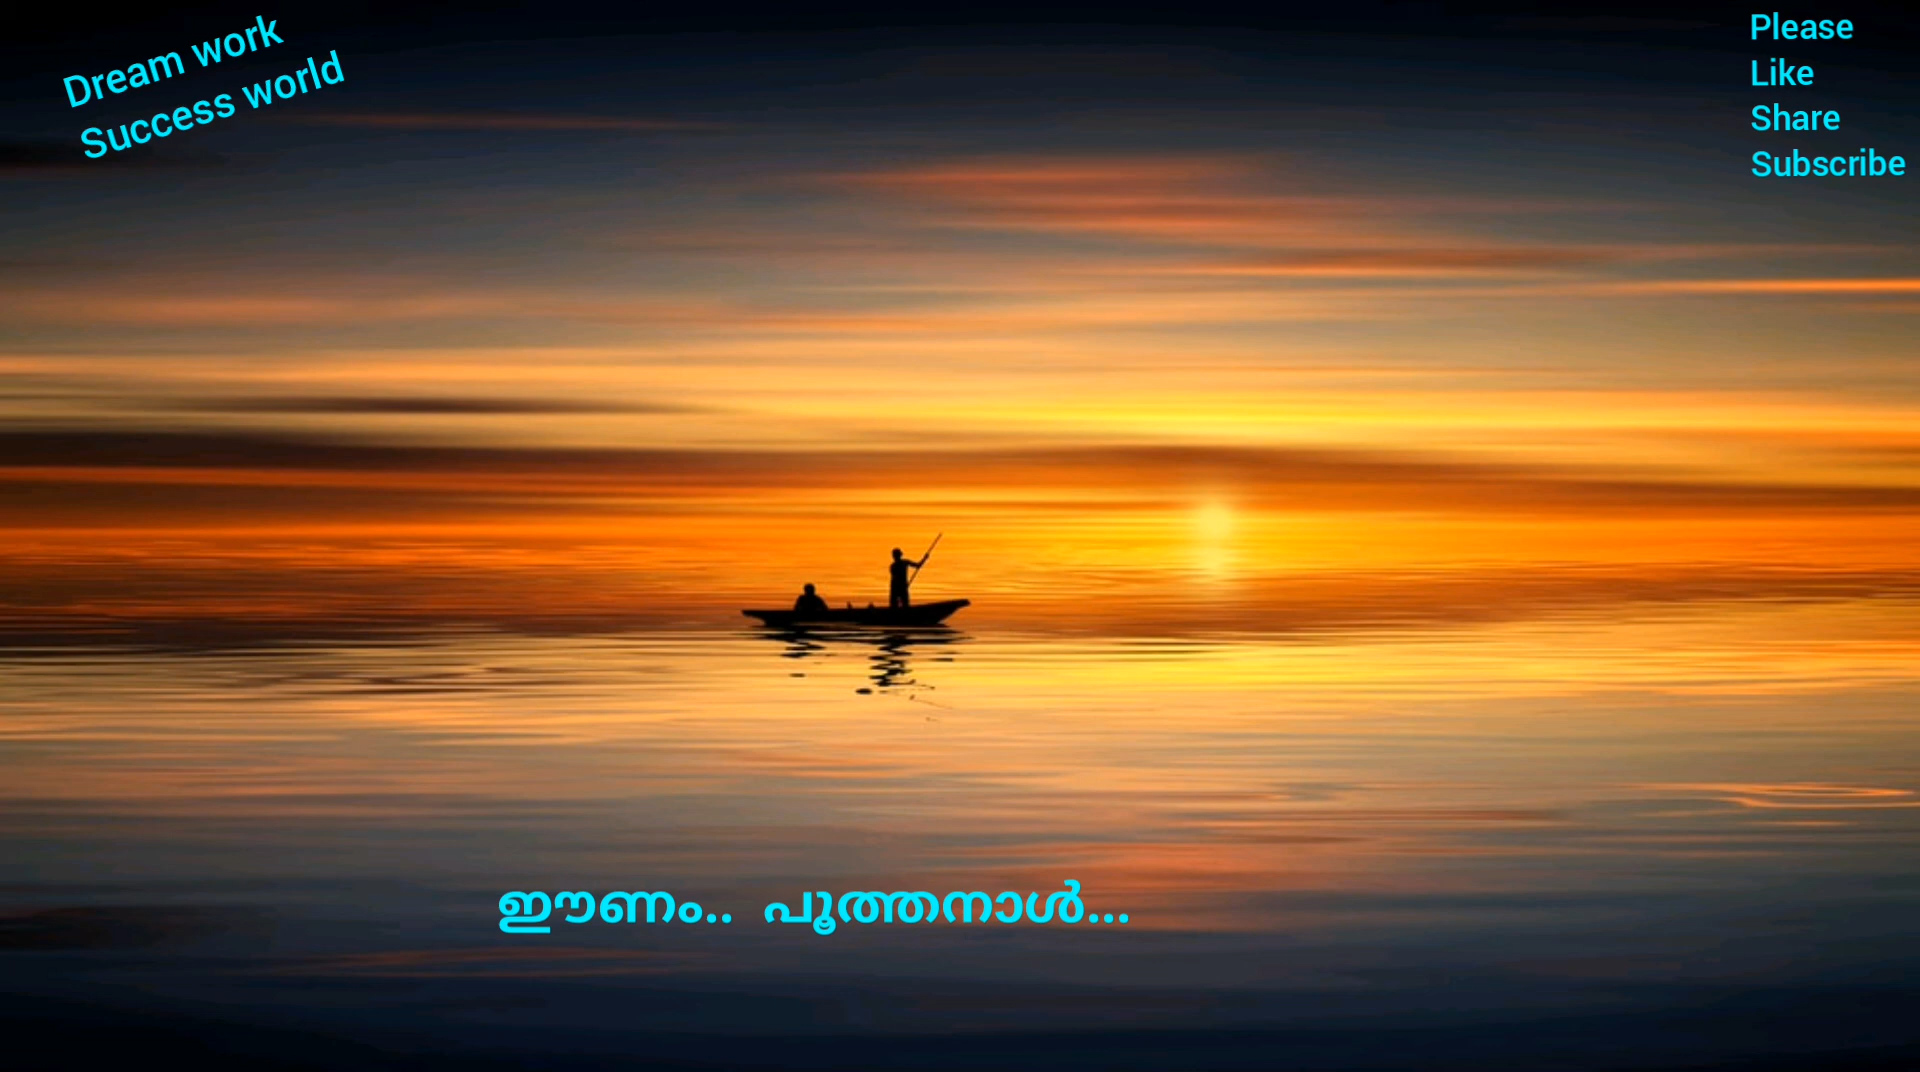 Dream work
Success world
Please
Like
Share
Subscribe
ഈണം.. പൂത്തനാൾ...